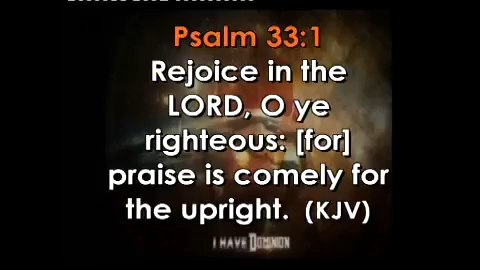 Psalm 33:1
Rejoice in the
LORD, O ye
righteous: [for]
praise is comely for
the upright. (KJV)
I HAVE DOMINION